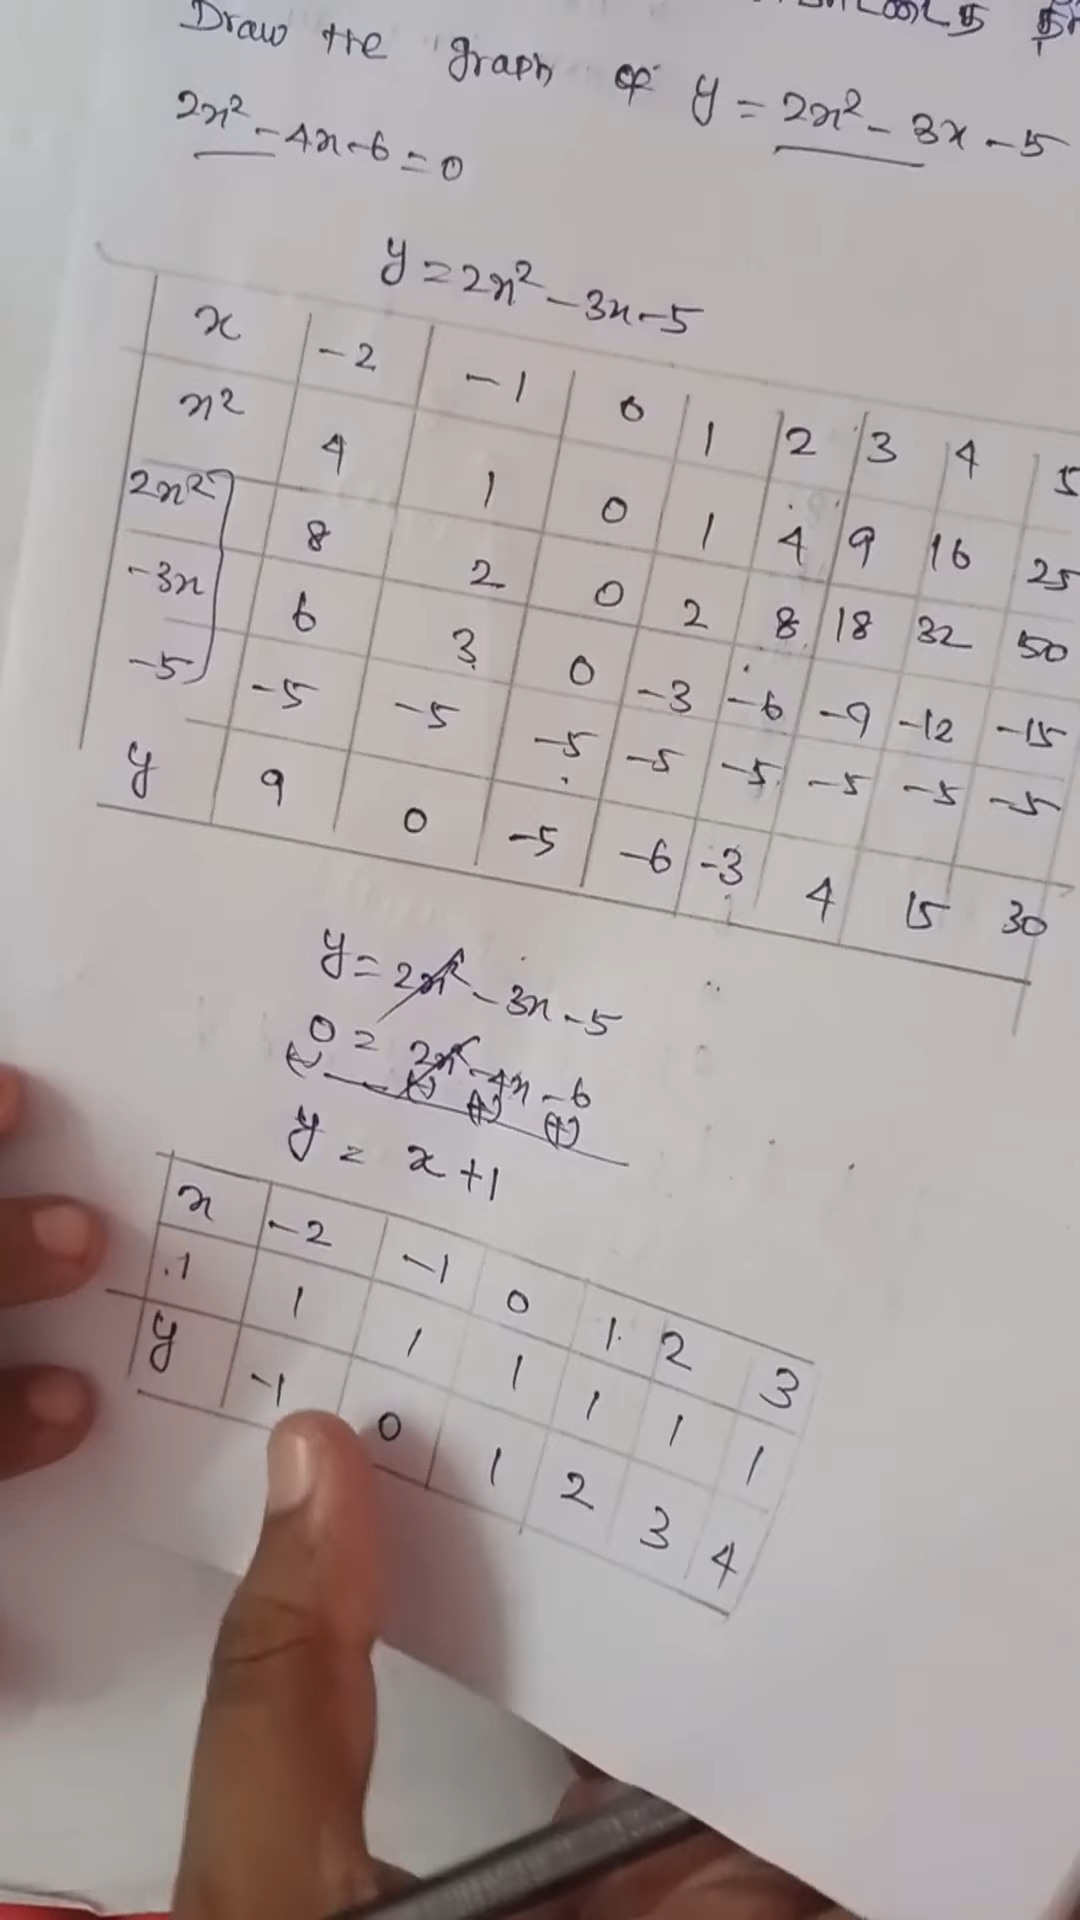 Draw the graph of y = 2x² - 3x - 5
2x² - 4x - 6 = 0
y = 2x² - 3x - 5
x -2 -1 0 1 2 3 4 5
x² 4 1 0 1 4 9 16 25
2x² 8 2 0 2 8 18 32 50
-3x 6 3 0 -3 -6 -9 -12 -15
-5 -5 -5 -5 -5 -5 -5 -5 -5
y 9 0 -5 -6 -3 4 15 30
y = 2x² - 3x - 5
0 = 2x² - 4x - 6
(-) (-) (+) (+)
y = x + 1
x -2 -1 0 1 2 3
1 1 1 1 1 1 1
y -1 0 1 2 3 4